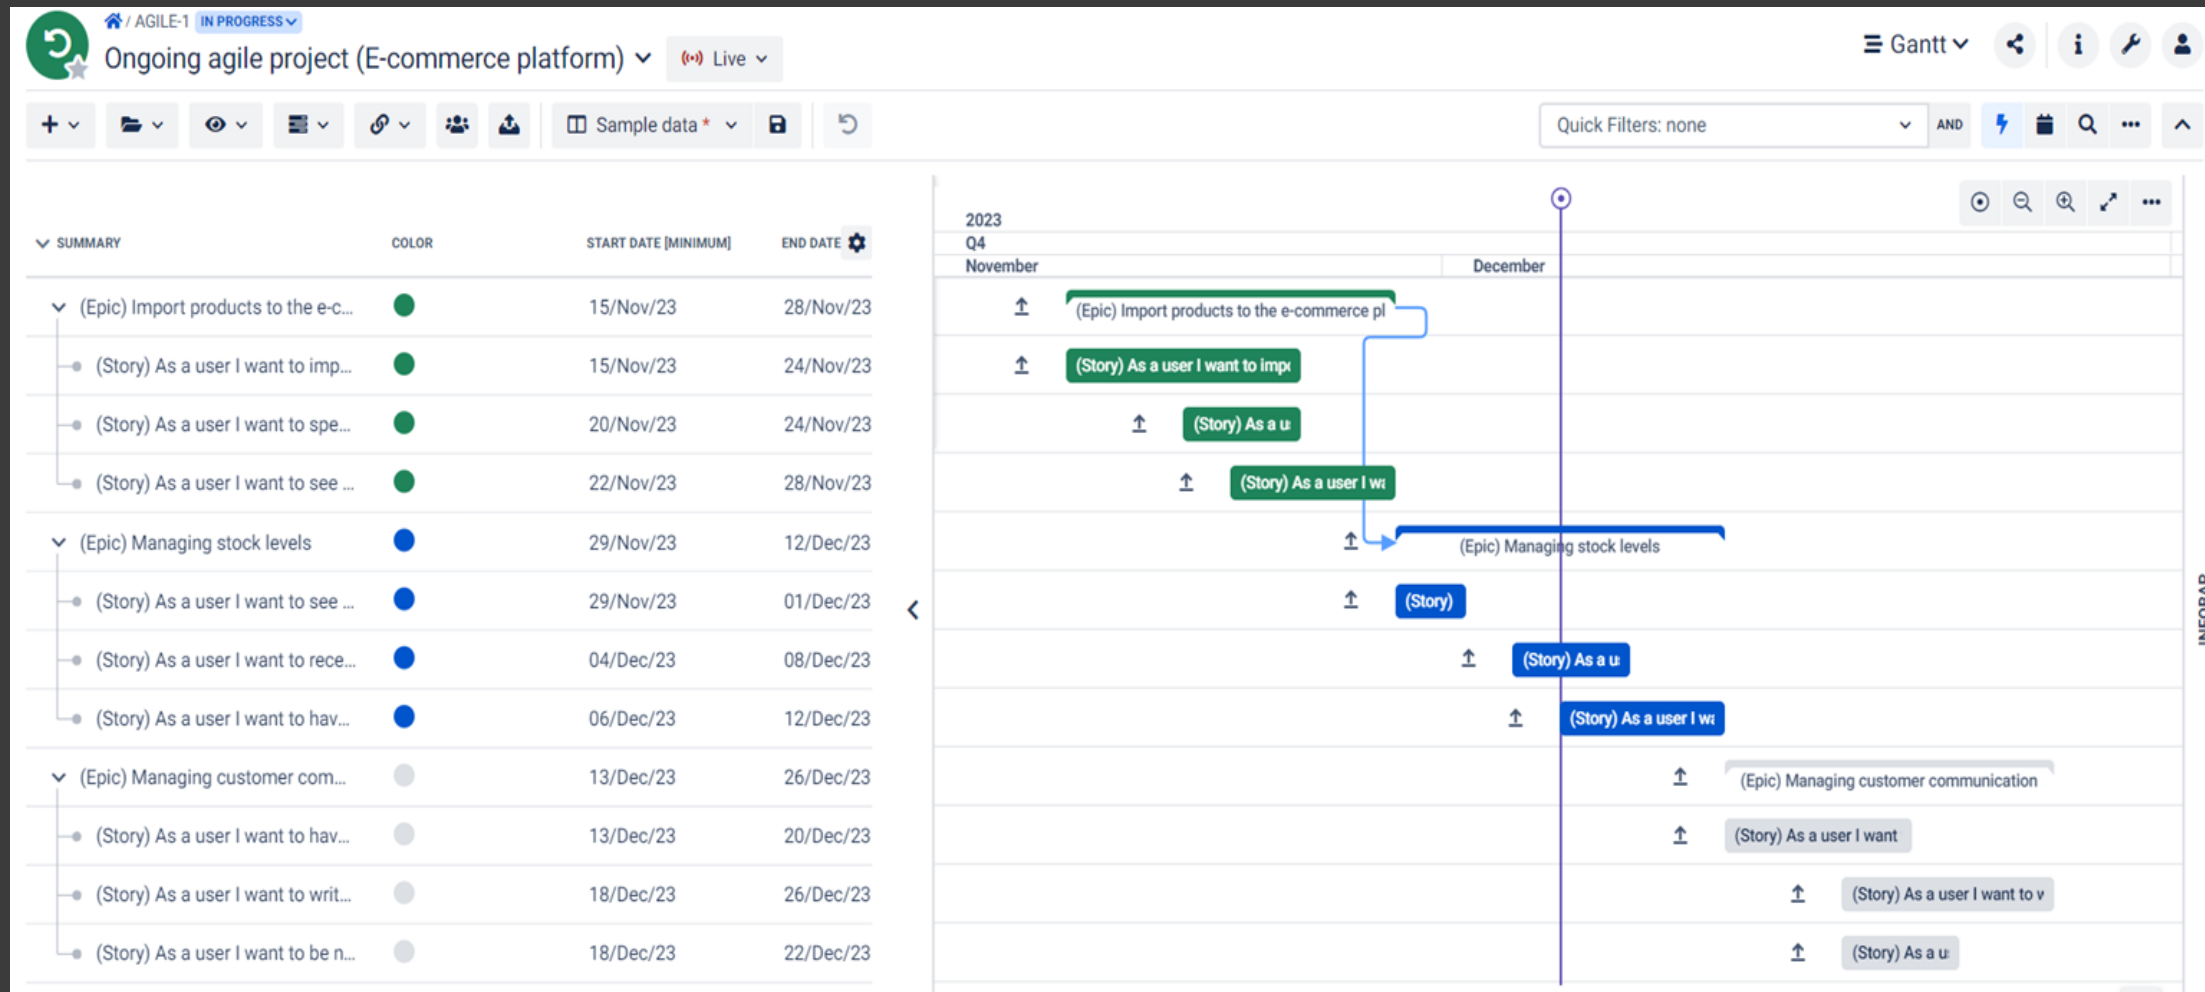 / AGILE-1 IN PROGRESS
Ongoing agile project (E-commerce platform) Live
Gantt
Sample data *
Quick Filters: none AND
SUMMARY COLOR START DATE [MINIMUM] END DATE
2023
Q4
November December
(Epic) Import products to the e-c... 15/Nov/23 28/Nov/23 (Epic) Import products to the e-commerce pl
(Story) As a user I want to imp... 15/Nov/23 24/Nov/23 (Story) As a user I want to impo
(Story) As a user I want to spe... 20/Nov/23 24/Nov/23 (Story) As a u
(Story) As a user I want to see ... 22/Nov/23 28/Nov/23 (Story) As a user I wa
(Epic) Managing stock levels 29/Nov/23 12/Dec/23 (Epic) Managing stock levels
(Story) As a user I want to see ... 29/Nov/23 01/Dec/23 (Story)
(Story) As a user I want to rece... 04/Dec/23 08/Dec/23 (Story) As a u
(Story) As a user I want to hav... 06/Dec/23 12/Dec/23 (Story) As a user I wa
(Epic) Managing customer com... 13/Dec/23 26/Dec/23 (Epic) Managing customer communication
(Story) As a user I want to hav... 13/Dec/23 20/Dec/23 (Story) As a user I want
(Story) As a user I want to writ... 18/Dec/23 26/Dec/23 (Story) As a user I want to v
(Story) As a user I want to be n... 18/Dec/23 22/Dec/23 (Story) As a u
INFOBAR